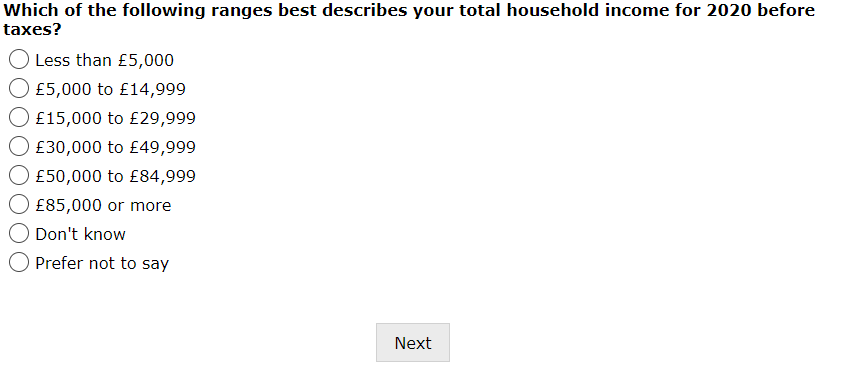 Which of the following ranges best describes your total household income for 2020 before
taxes?
Less than £5,000
£5,000 to £14,999
£15,000 to £29,999
£30,000 to £49,999
£50,000 to £84,999
£85,000 or more
Don't know
Prefer not to say
Next